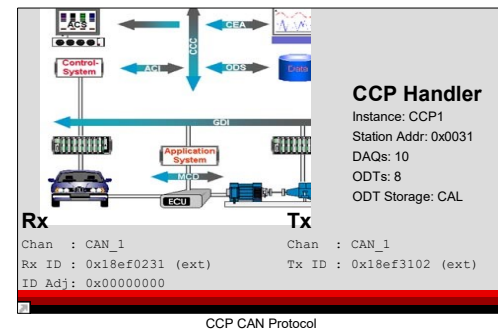 ACS
CEA
CCC
Control-
System
ACI
ODS
Data
GDI
Application
System
MCD
ECU
CCP Handler
Instance: CCP1
Station Addr: 0x0031
DAQs: 10
ODTs: 8
ODT Storage: CAL
Rx
Tx
Chan : CAN_1
Chan : CAN_1
Rx ID : 0x18ef0231 (ext)
Tx ID : 0x18ef3102 (ext)
ID Adj: 0x00000000
CCP CAN Protocol